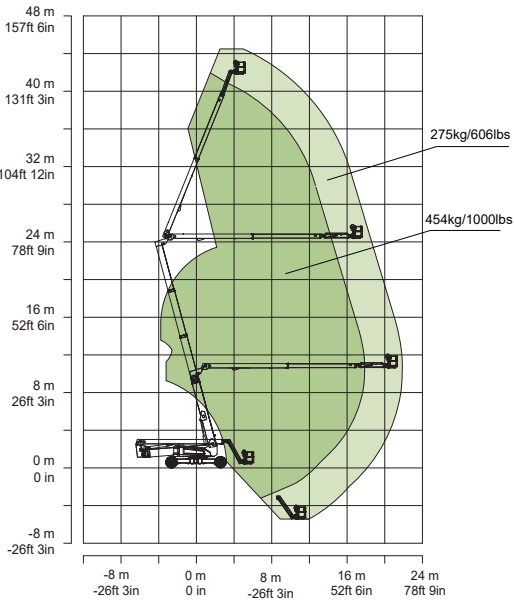 48 m
157ft 6in
40 m
131ft 3in
275kg/606lbs
32 m
104ft 12in
454kg/1000lbs
24 m
78ft 9in
16 m
52ft 6in
8 m
26ft 3in
0 m
0 in
-8 m
-26ft 3in
-8 m 0 m 8 m 16 m 24 m
-26ft 3in 0 in -26ft 3in 52ft 6in 78ft 9in